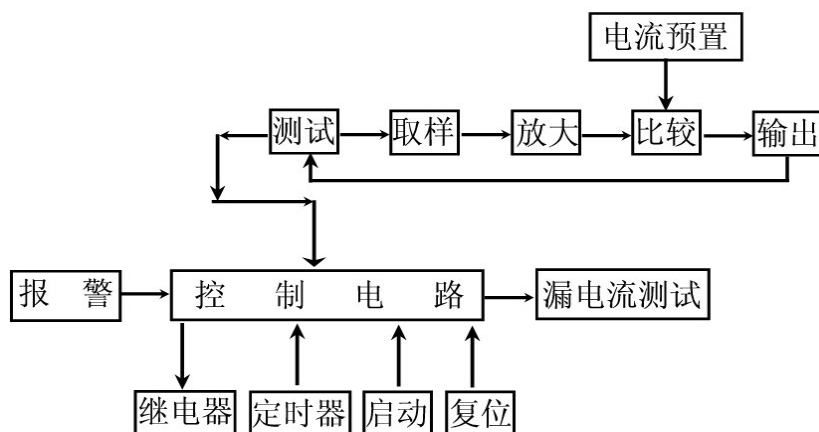 电流预置
测试 取样 放大 比较 输出
报 警 控 制 电 路 漏电流测试
继电器 定时器 启动 复位